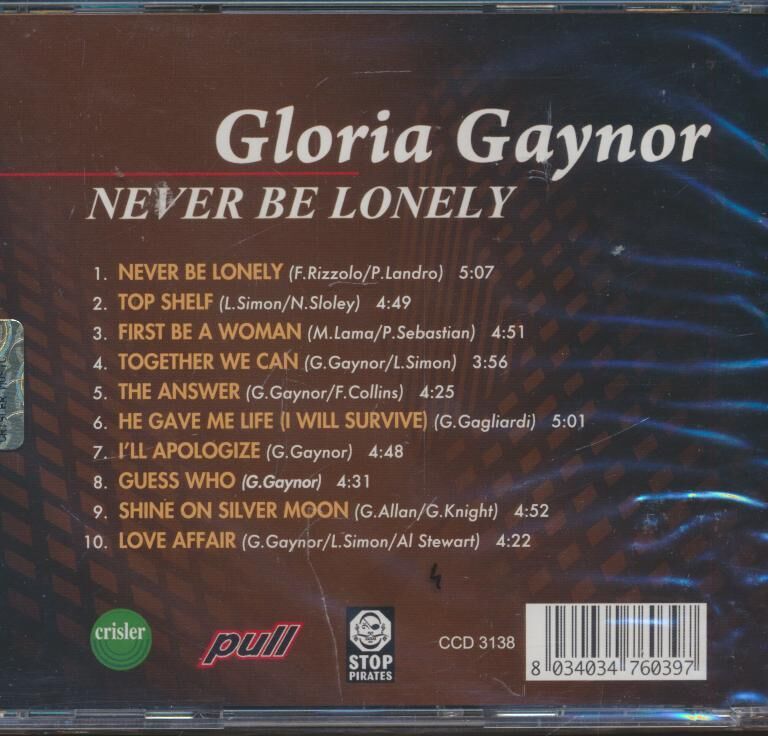 Gloria Gaynor
NEVER BE LONELY
1. NEVER BE LONELY (F.Rizzolo/P.Landro) 5:07
2. TOP SHELF (L.Simon/N.Sloley) 4:49
3. FIRST BE A WOMAN (M.Lama/P.Sebastian) 4:51
4. TOGETHER WE CAN (G.Gaynor/L.Simon) 3:56
5. THE ANSWER (G.Gaynor/F.Collins) 4:25
6. HE GAVE ME LIFE (I WILL SURVIVE) (G.Gagliardi) 5:01
7. I'LL APOLOGIZE (G.Gaynor) 4:48
8. GUESS WHO (G.Gaynor) 4:31
9. SHINE ON SILVER MOON (G.Allan/G.Knight) 4:52
10. LOVE AFFAIR (G.Gaynor/L.Simon/Al Stewart) 4:22
crisler
pull
STOP
PIRATES
CCD 3138
8 034034 760397